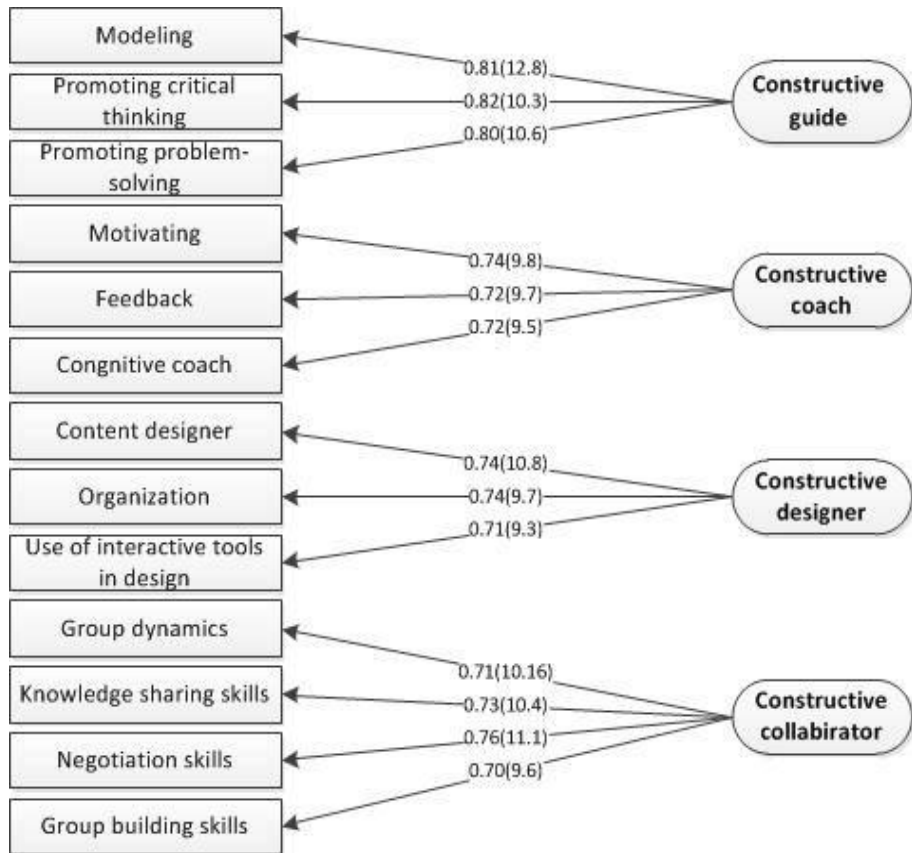 Modeling
0.81(12.8)
Promoting critical
thinking
0.82(10.3)
Constructive
guide
Promoting problem-
solving
0.80(10.6)
Motivating
0.74(9.8)
Feedback
0.72(9.7)
Constructive
coach
Congnitive coach
0.72(9.5)
Content designer
0.74(10.8)
Organization
0.74(9.7)
Constructive
designer
Use of interactive tools
in design
0.71(9.3)
Group dynamics
0.71(10.16)
Knowledge sharing skills
0.73(10.4)
Constructive
collabirator
Negotiation skills
0.76(11.1)
Group building skills
0.70(9.6)